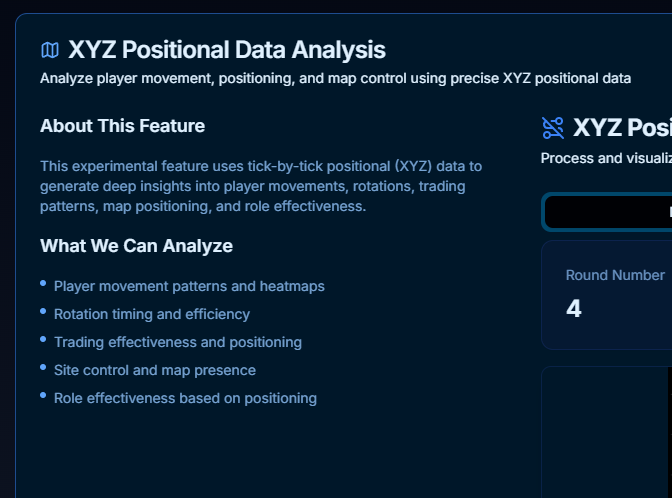 XYZ Positional Data Analysis
Analyze player movement, positioning, and map control using precise XYZ positional data
About This Feature
This experimental feature uses tick-by-tick positional (XYZ) data to
generate deep insights into player movements, rotations, trading
patterns, map positioning, and role effectiveness.
What We Can Analyze
Player movement patterns and heatmaps
Rotation timing and efficiency
Trading effectiveness and positioning
Site control and map presence
Role effectiveness based on positioning
XYZ Posi
Process and visualiz
Round Number
4